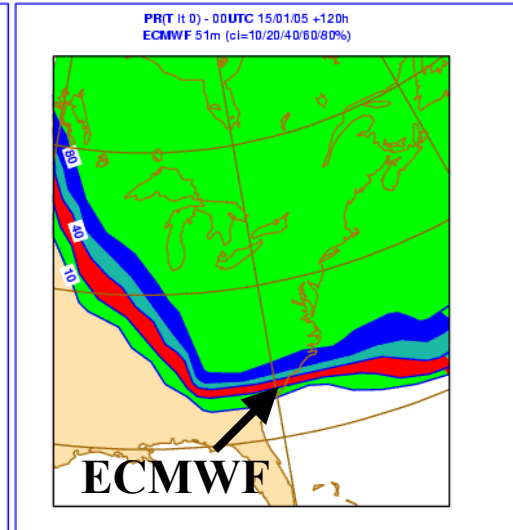 PR(T lt 0) - 00UTC 15/01/05 +120h
ECMWF 51m (ci=10/20/40/60/80%)
80
40
10
ECMWF